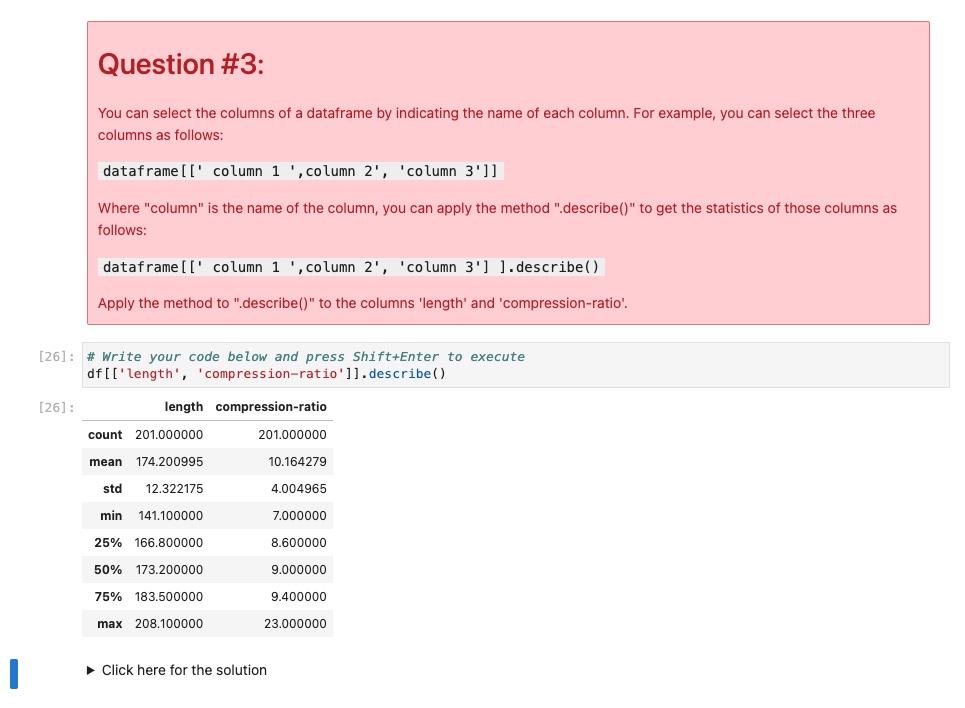 Question #3:
You can select the columns of a dataframe by indicating the name of each column. For example, you can select the three
columns as follows:
dataframe[[' column 1 ',column 2', 'column 3']]
Where "column" is the name of the column, you can apply the method ".describe()" to get the statistics of those columns as
follows:
dataframe[[' column 1 ',column 2', 'column 3'] ].describe()
Apply the method to ".describe()" to the columns 'length' and 'compression-ratio'.
[26]: # Write your code below and press Shift+Enter to execute
df[['length', 'compression-ratio']].describe()
[26]: length compression-ratio
count 201.000000 201.000000
mean 174.200995 10.164279
std 12.322175 4.004965
min 141.100000 7.000000
25% 166.800000 8.600000
50% 173.200000 9.000000
75% 183.500000 9.400000
max 208.100000 23.000000
Click here for the solution